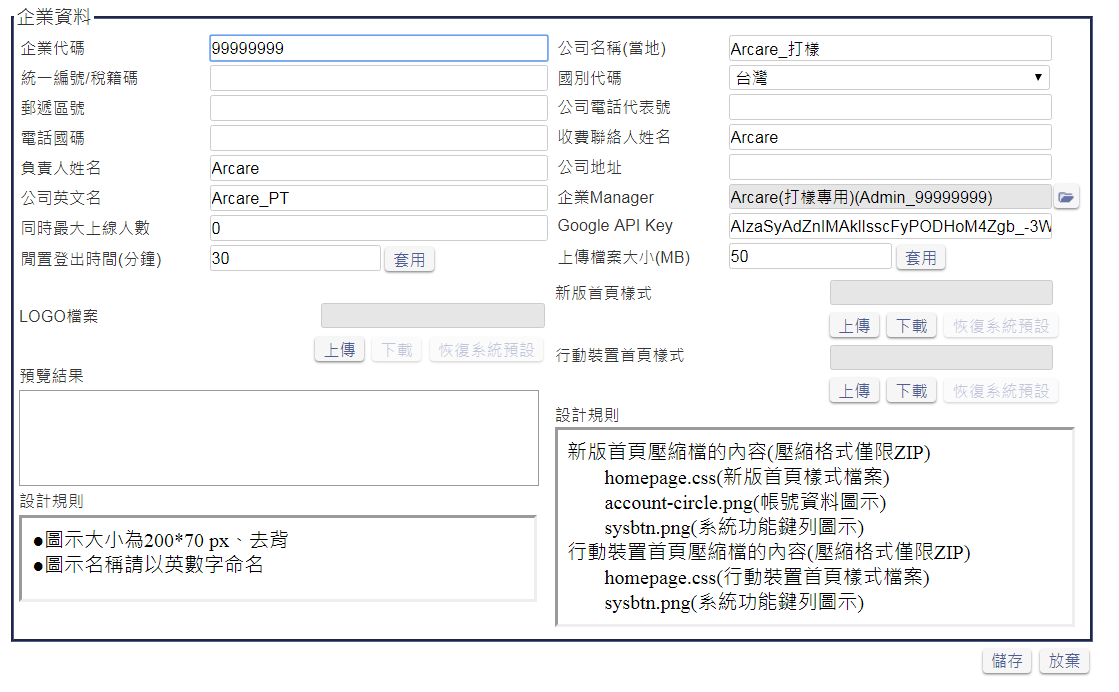 企業資料
企業代碼 99999999 公司名稱(當地) Arcare_打樣
統一編號/稅籍碼 國別代碼 台灣
郵遞區號 公司電話代表號
電話國碼 收費聯絡人姓名 Arcare
負責人姓名 Arcare 公司地址
公司英文名 Arcare_PT 企業Manager Arcare(打樣專用)(Admin_99999999)
同時最大上線人數 0 Google API Key AIzaSyAdZnIMAkllsscFyPODHoM4Zgb_-3W
閒置登出時間(分鐘) 30 套用 上傳檔案大小(MB) 50 套用
LOGO檔案
上傳 下載 恢復系統預設
預覽結果
設計規則
●圖示大小為200*70 px、去背
●圖示名稱請以英數字命名
新版首頁樣式
上傳 下載 恢復系統預設
行動裝置首頁樣式
上傳 下載 恢復系統預設
設計規則
新版首頁壓縮檔的內容(壓縮格式僅限ZIP)
homepage.css(新版首頁樣式檔案)
account-circle.png(帳號資料圖示)
sysbtn.png(系統功能鍵列圖示)
行動裝置首頁壓縮檔的內容(壓縮格式僅限ZIP)
homepage.css(行動裝置首頁樣式檔案)
sysbtn.png(系統功能鍵列圖示)
儲存 放棄